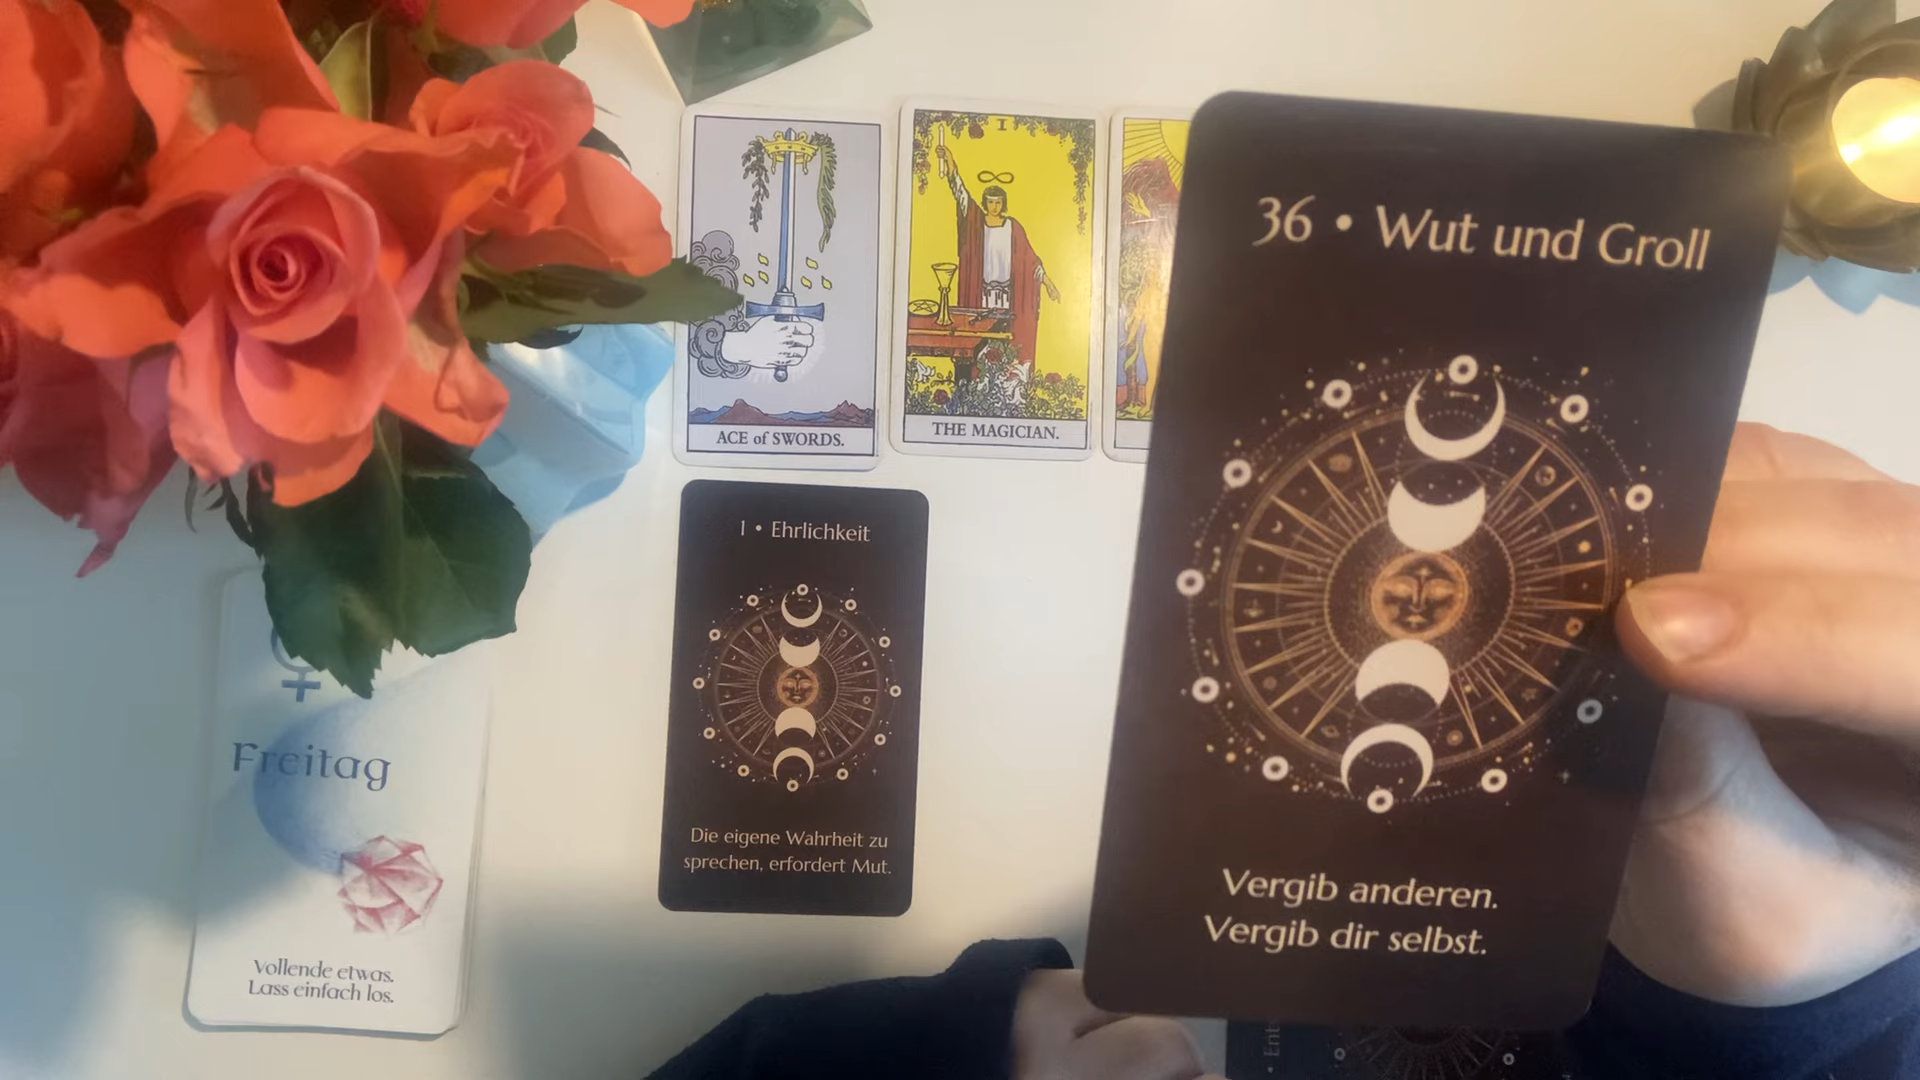 I
ACE of SWORDS.
THE MAGICIAN.
36 • Wut und Groll
Vergib anderen.
Vergib dir selbst.
1 • Ehrlichkeit
Die eigene Wahrheit zu
sprechen, erfordert Mut.
Freitag
Vollende etwas.
Lass einfach los.